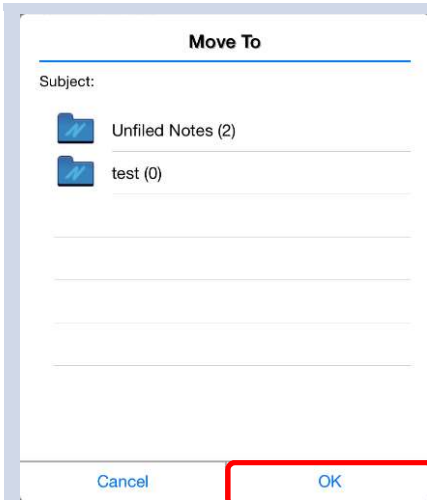 Move To
Subject:
Unfiled Notes (2)
test (0)
Cancel OK